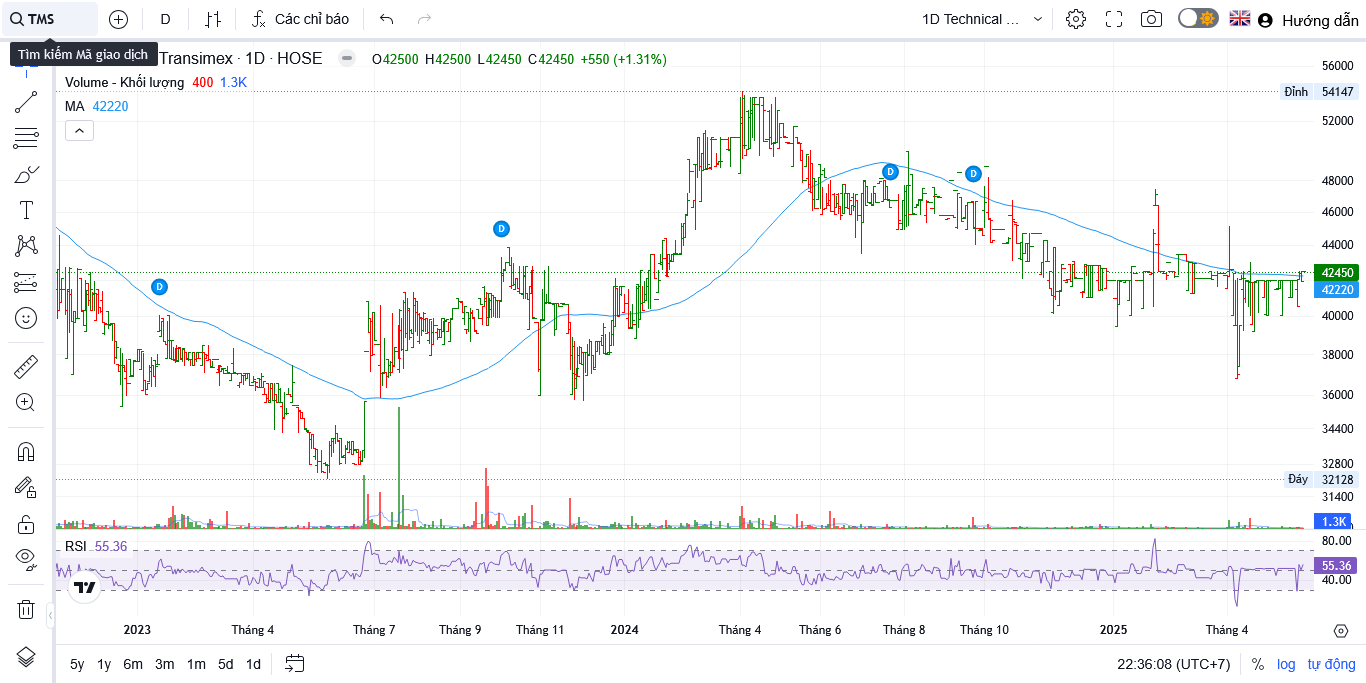 TMS D Các chỉ báo 1D Technical ... Hướng dẫn
Tìm kiếm Mã giao dịch
Transimex · 1D · HOSE O42500 H42500 L42450 C42450 +550 (+1.31%)
Volume - Khối lượng 400 1.3K
MA 42220
56000
Đỉnh 54147
52000
48000
46000
44000
42450
42220
40000
38000
36000
34400
32800
Đáy 32128
31400
1.3K
D
D
D
D
RSI 55.36
80.00
55.36
40.00
2023 Tháng 4 Tháng 7 Tháng 9 Tháng 11 2024 Tháng 4 Tháng 6 Tháng 8 Tháng 10 2025 Tháng 4
5y 1y 6m 3m 1m 5d 1d 22:36:08 (UTC+7) % log tự động